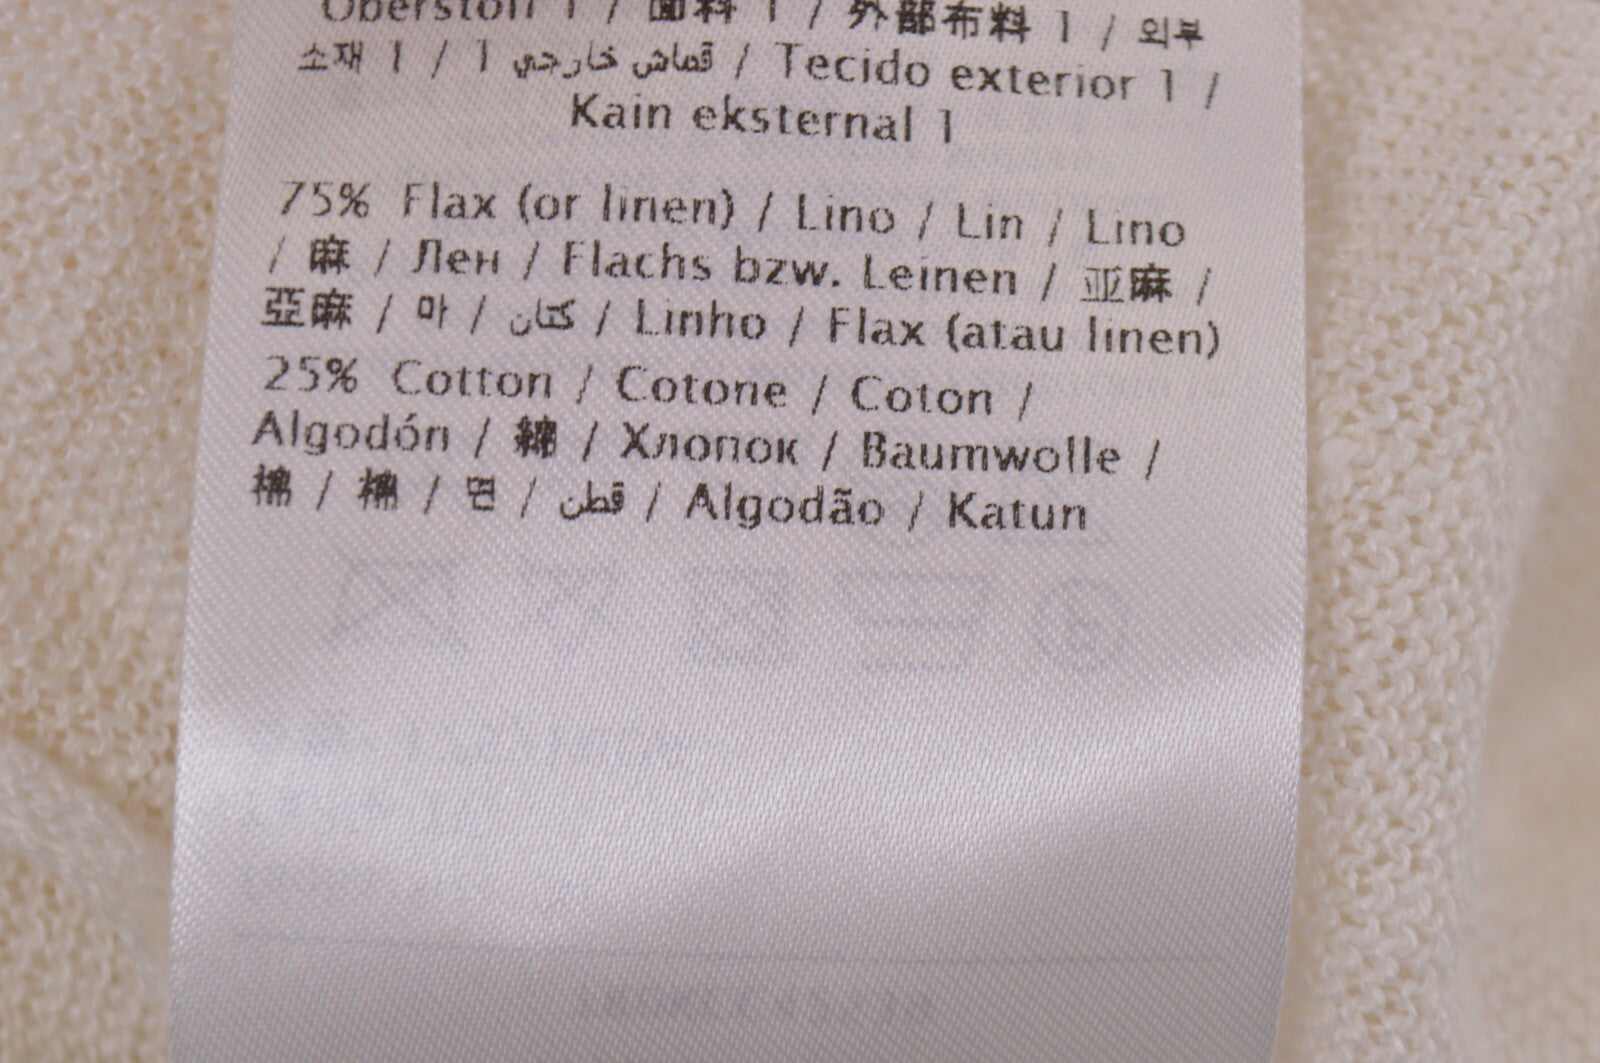 Oberstoff 1 / 面料 1 / 外部布料 1 / 외부
소재 1 / 1 قماش خارجي / Tecido exterior 1 /
Kain eksternal 1
75% Flax (or linen) / Lino / Lin / Lino
/ 麻 / Лен / Flachs bzw. Leinen / 亚麻 /
亞麻 / 마 / كتان / Linho / Flax (atau linen)
25% Cotton / Cotone / Coton /
Algodón / 綿 / Хлопок / Baumwolle /
棉 / 棉 / 면 / قطن / Algodão / Katun